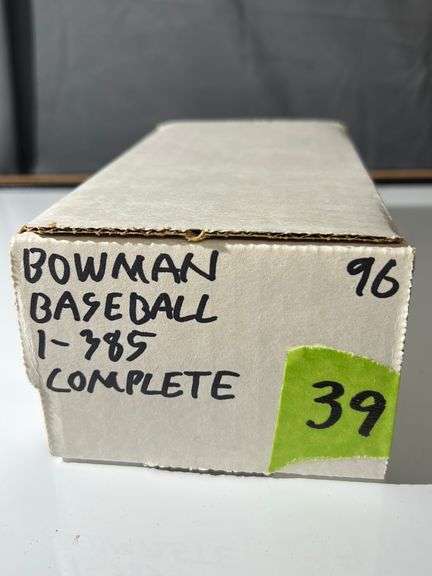 BOWMAN 96
BASEBALL
1-385
COMPLETE
39